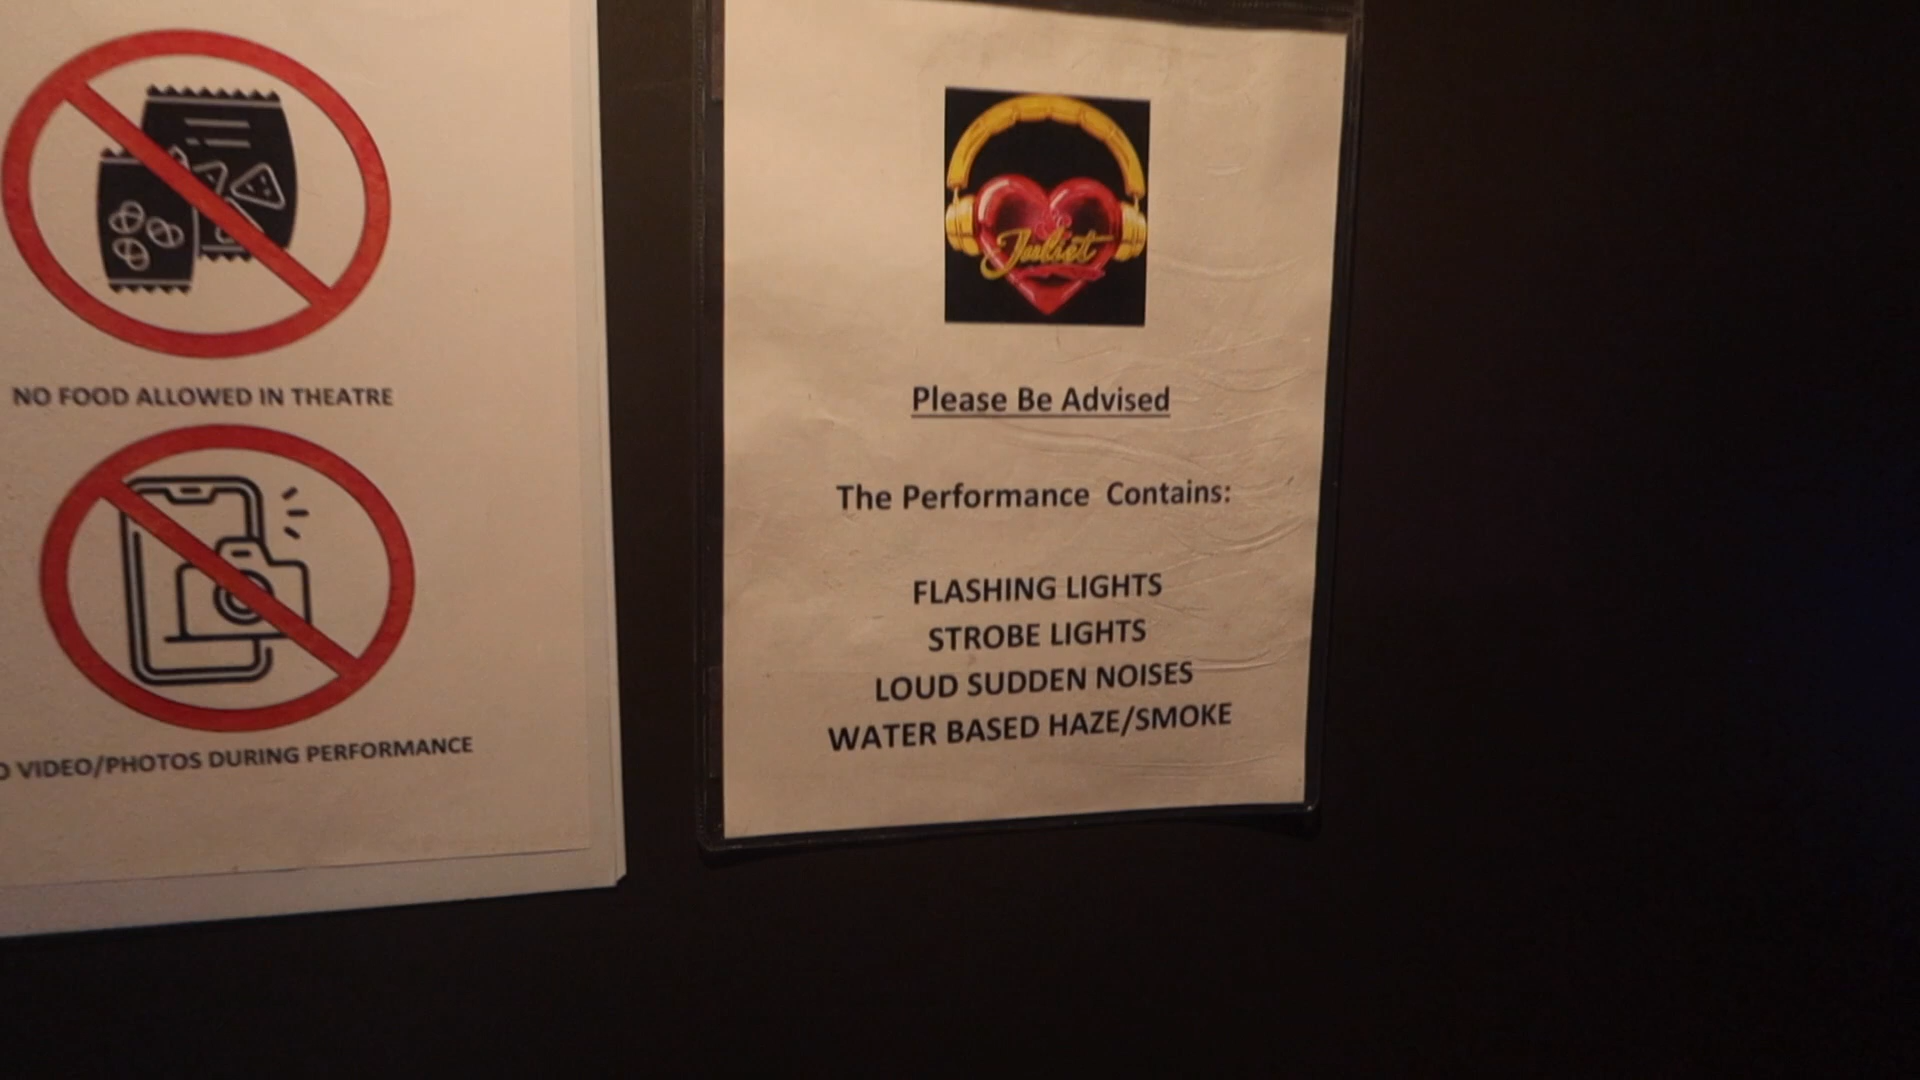 NO FOOD ALLOWED IN THEATRE
VIDEO/PHOTOS DURING PERFORMANCE
& Juliet
Please Be Advised
The Performance Contains:
FLASHING LIGHTS
STROBE LIGHTS
LOUD SUDDEN NOISES
WATER BASED HAZE/SMOKE